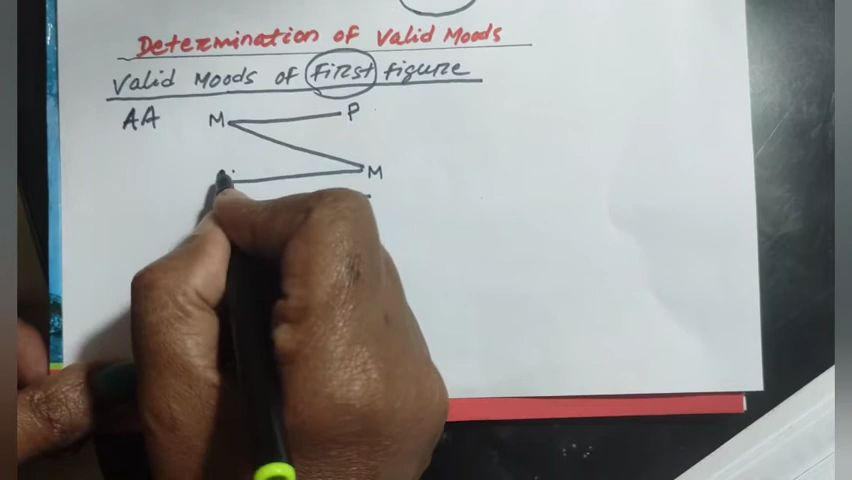 Determination of Valid Moods
Valid Moods of First figure
AA M P
M